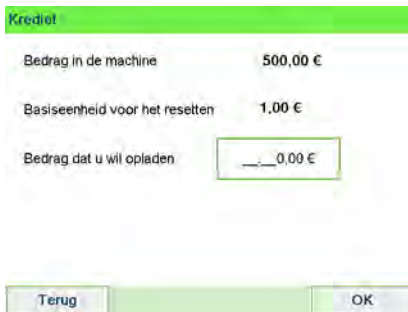 Krediet
Bedrag in de machine 500,00 €
Basiseenheid voor het resetten 1,00 €
Bedrag dat u wil opladen __.__0,00 €
Terug OK